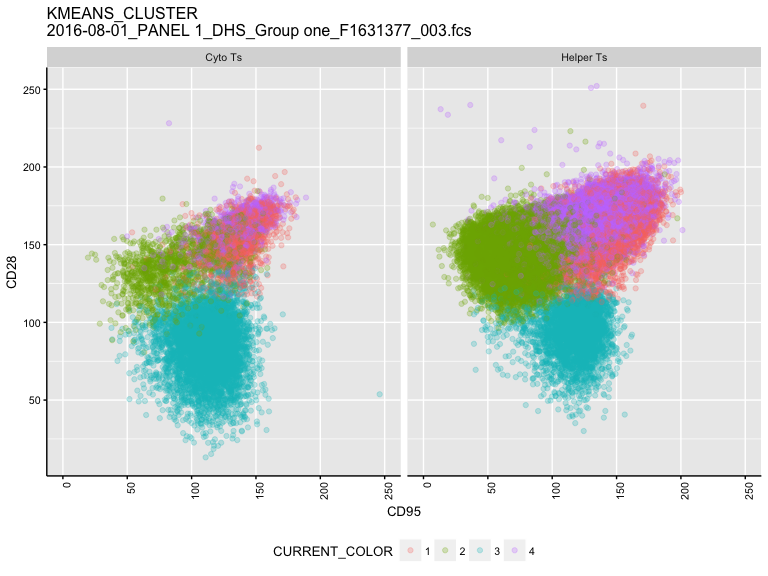 KMEANS_CLUSTER
2016-08-01_PANEL 1_DHS_Group one_F1631377_003.fcs
Cyto Ts Helper Ts
250
200
150
100
50
CD28
0 50 100 150 200 250 0 50 100 150 200 250
CD95
CURRENT_COLOR 1 2 3 4